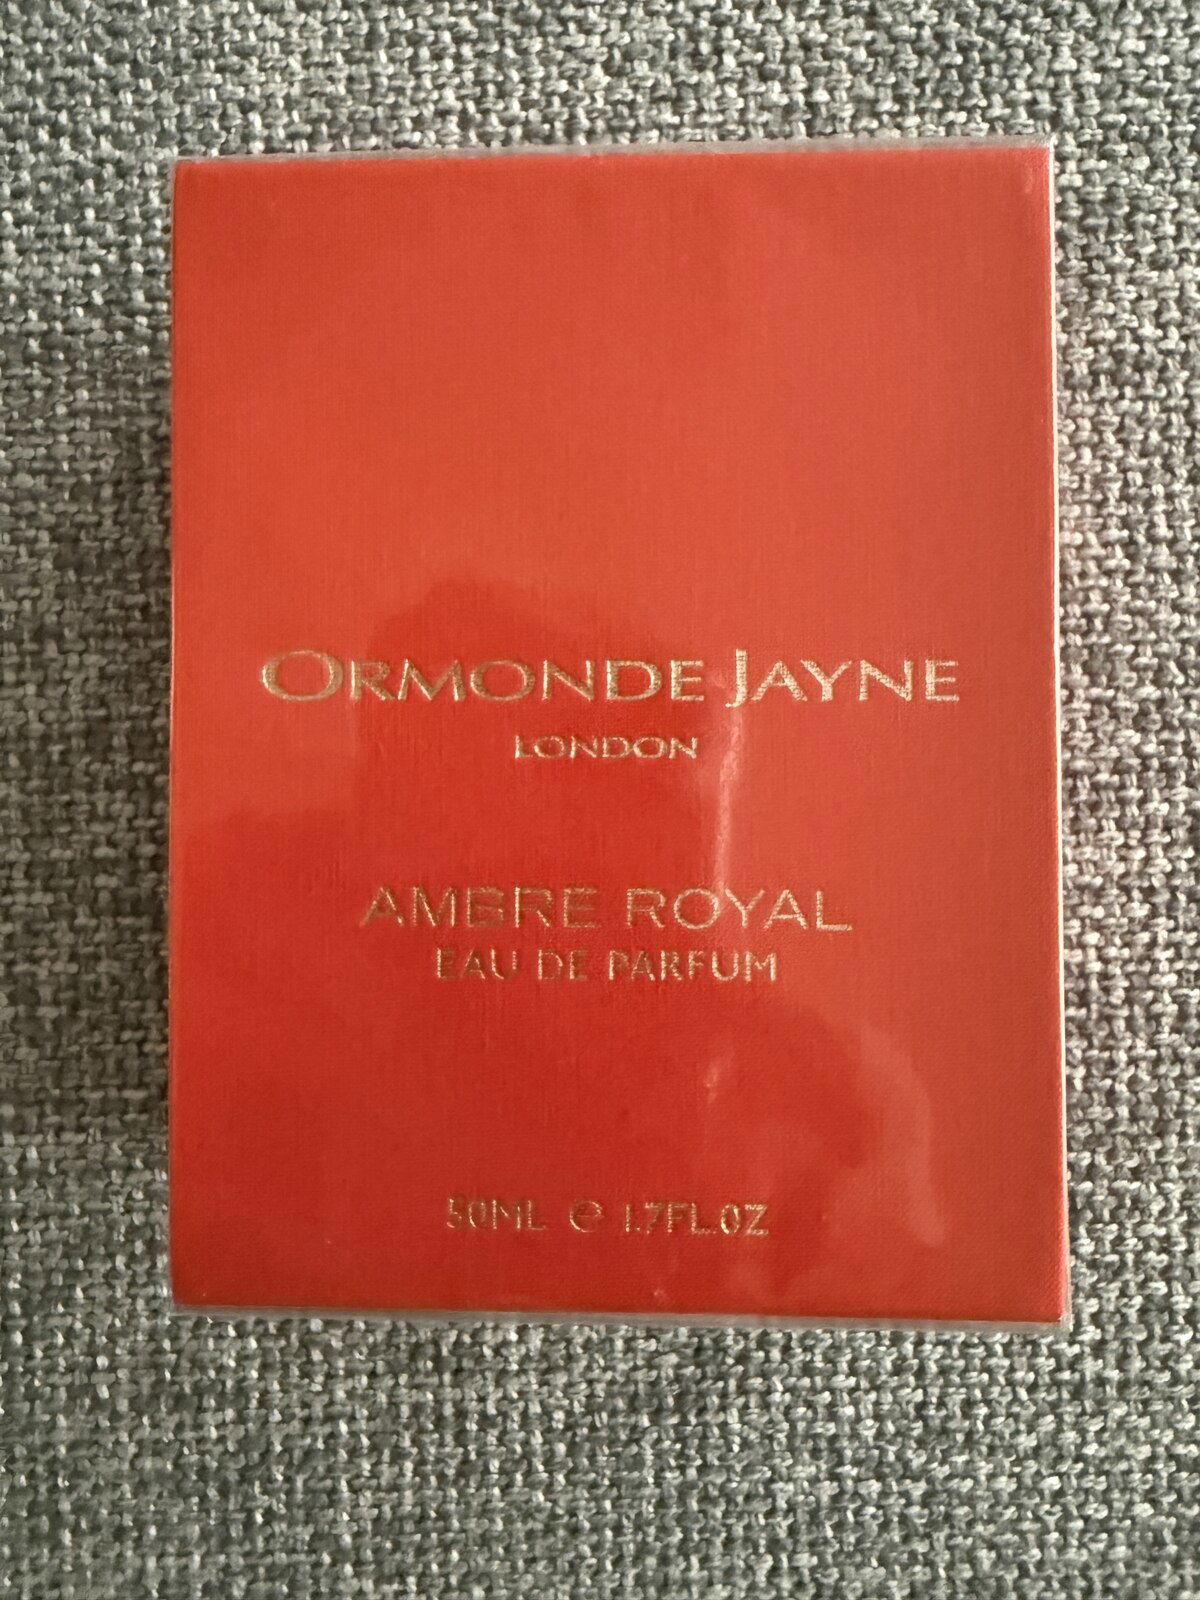 ORMONDE JAYNE
LONDON
AMBRE ROYAL
EAU DE PARFUM
50ML ℮ 1.7FL.OZ